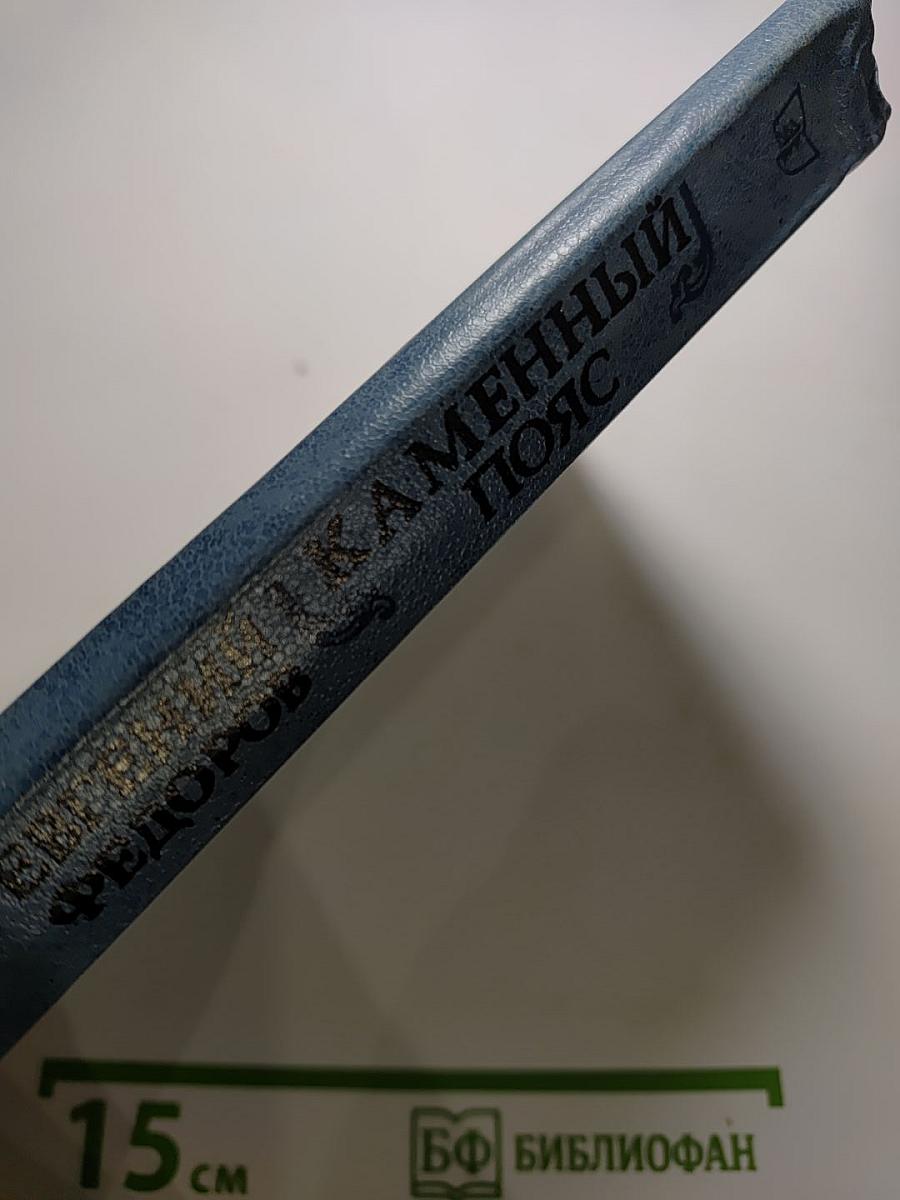 ЕВГЕНИЙ
ФЕДОРОВ
КАМЕННЫЙ
ПОЯС
15 см
БФ БИБЛИОФАН